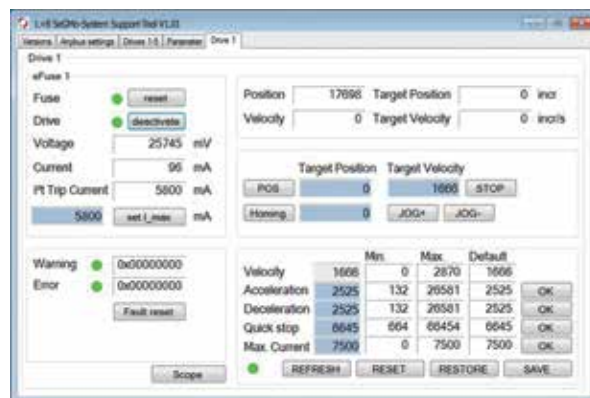 L+B SeGMo-System Support Tool V1.01
Versions Anybus settings Drives 1-5 Parameter Drive 1
Drive 1
eFuse 1
Fuse reset
Drive deactivate
Voltage 25745 mV
Current 96 mA
I²t Trip Current 5800 mA
5800 set I_max mA
Position 17698 Target Position 0 incr
Velocity 0 Target Velocity 0 incr/s
Target Position Target Velocity
POS 0 1666 STOP
Homing 0 JOG+ JOG-
Warning 0x00000000
Error 0x00000000
Fault reset
Scope
Min. Max. Default
Velocity 1666 0 2870 1666
Acceleration 2525 132 26581 2525 OK
Deceleration 2525 132 26581 2525 OK
Quick stop 6645 664 66454 6645 OK
Max. Current 7500 0 7500 7500 OK
REFRESH RESET RESTORE SAVE